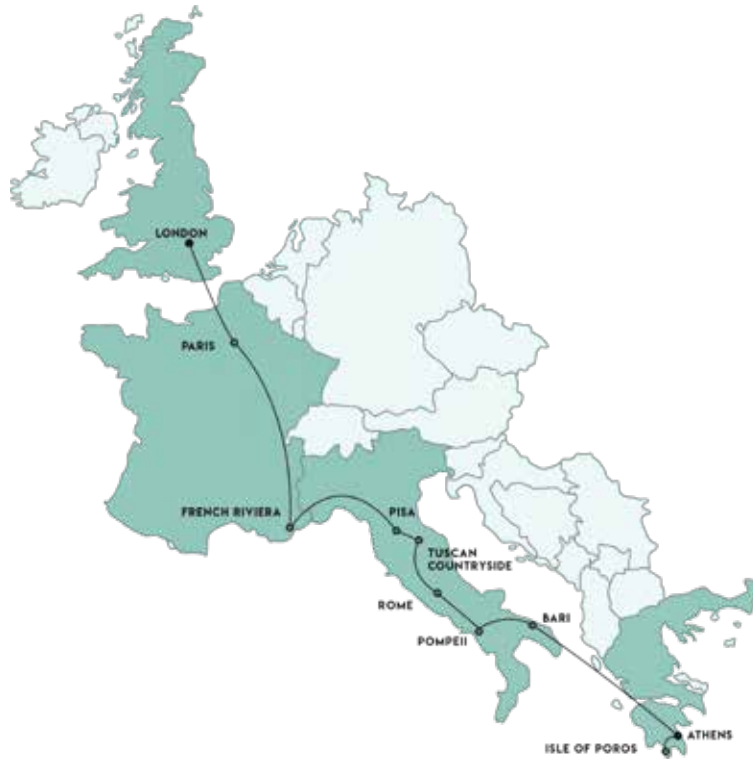 LONDON
PARIS
FRENCH RIVIERA
PISA
TUSCAN
COUNTRYSIDE
ROME
BARI
POMPEII
ATHENS
ISLE OF POROS